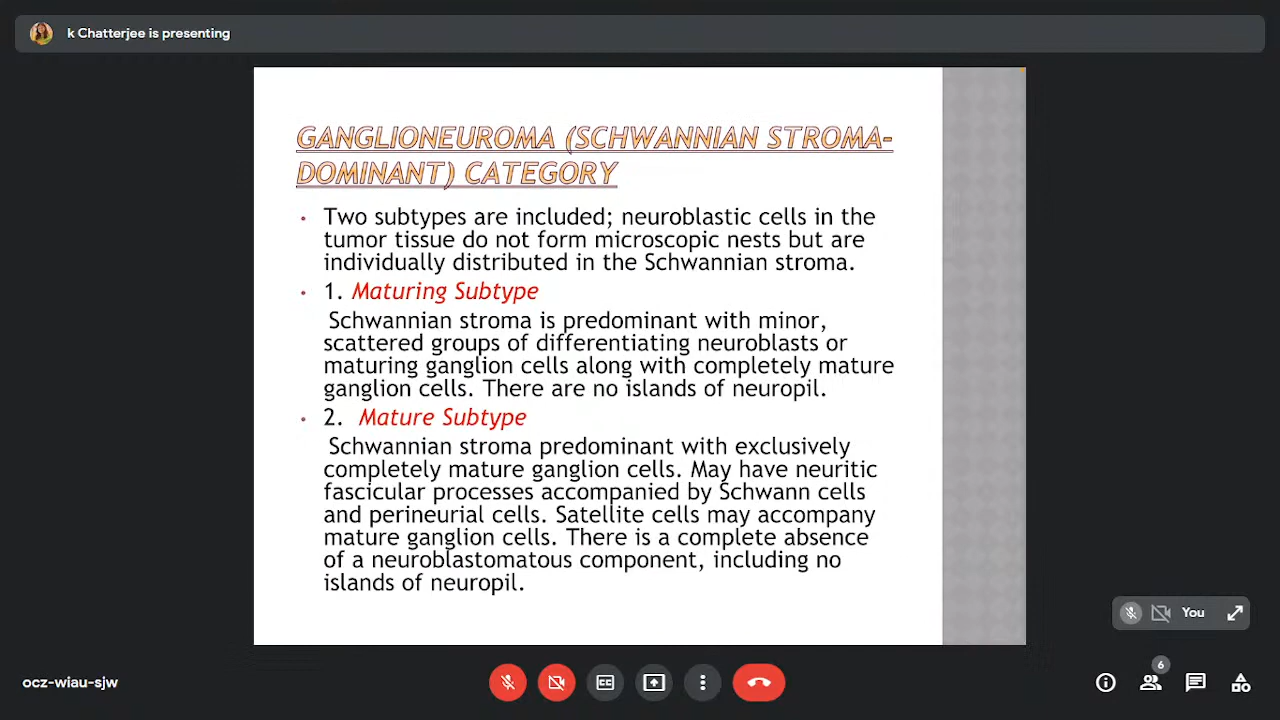 k Chatterjee is presenting
GANGLIONEUROMA (SCHWANNIAN STROMA-
DOMINANT) CATEGORY
• Two subtypes are included; neuroblastic cells in the
tumor tissue do not form microscopic nests but are
individually distributed in the Schwannian stroma.
• 1. Maturing Subtype
Schwannian stroma is predominant with minor,
scattered groups of differentiating neuroblasts or
maturing ganglion cells along with completely mature
ganglion cells. There are no islands of neuropil.
• 2. Mature Subtype
Schwannian stroma predominant with exclusively
completely mature ganglion cells. May have neuritic
fascicular processes accompanied by Schwann cells
and perineurial cells. Satellite cells may accompany
mature ganglion cells. There is a complete absence
of a neuroblastomatous component, including no
islands of neuropil.
You
ocz-wiau-sjw
CC
6